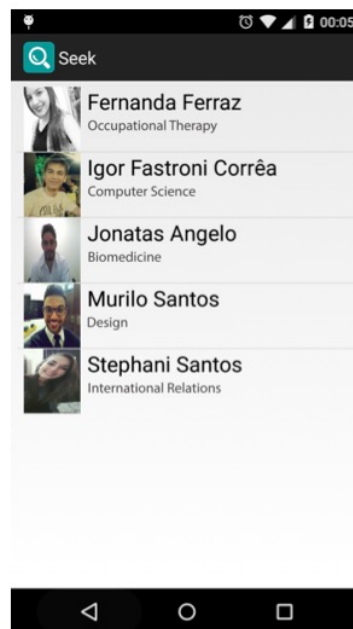 00:05
Seek
Fernanda Ferraz
Occupational Therapy
Igor Fastroni Corrêa
Computer Science
Jonatas Angelo
Biomedicine
Murilo Santos
Design
Stephani Santos
International Relations